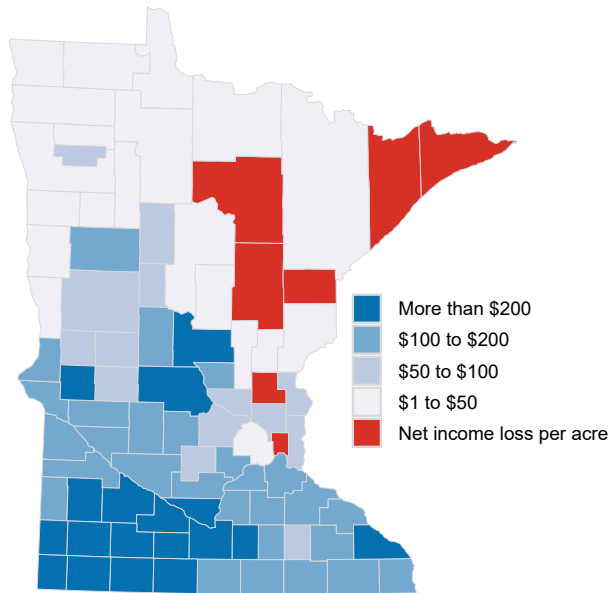 More than $200
$100 to $200
$50 to $100
$1 to $50
Net income loss per acre